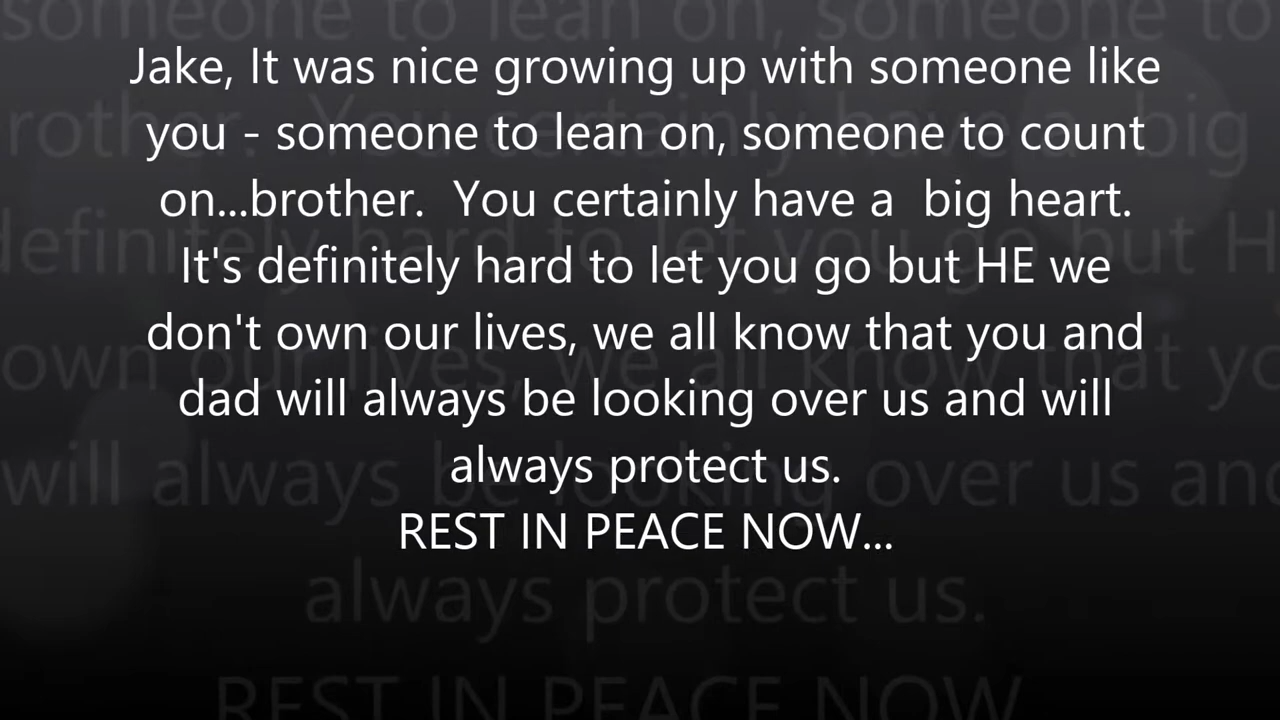 Jake, It was nice growing up with someone like
you - someone to lean on, someone to count
on...brother.  You certainly have a  big heart.
It's definitely hard to let you go but HE we
don't own our lives, we all know that you and
dad will always be looking over us and will
always protect us.
REST IN PEACE NOW...